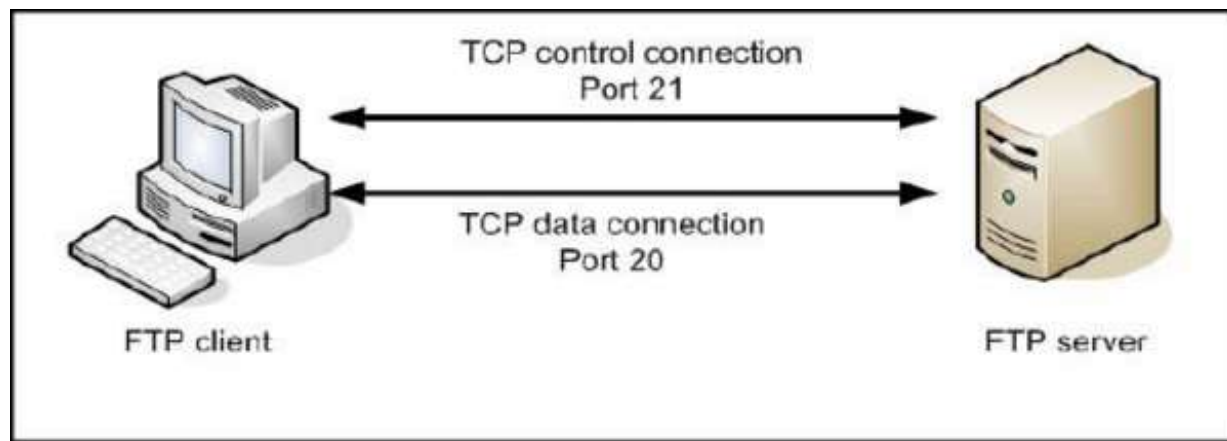 TCP control connection
Port 21
TCP data connection
Port 20
FTP client
FTP server